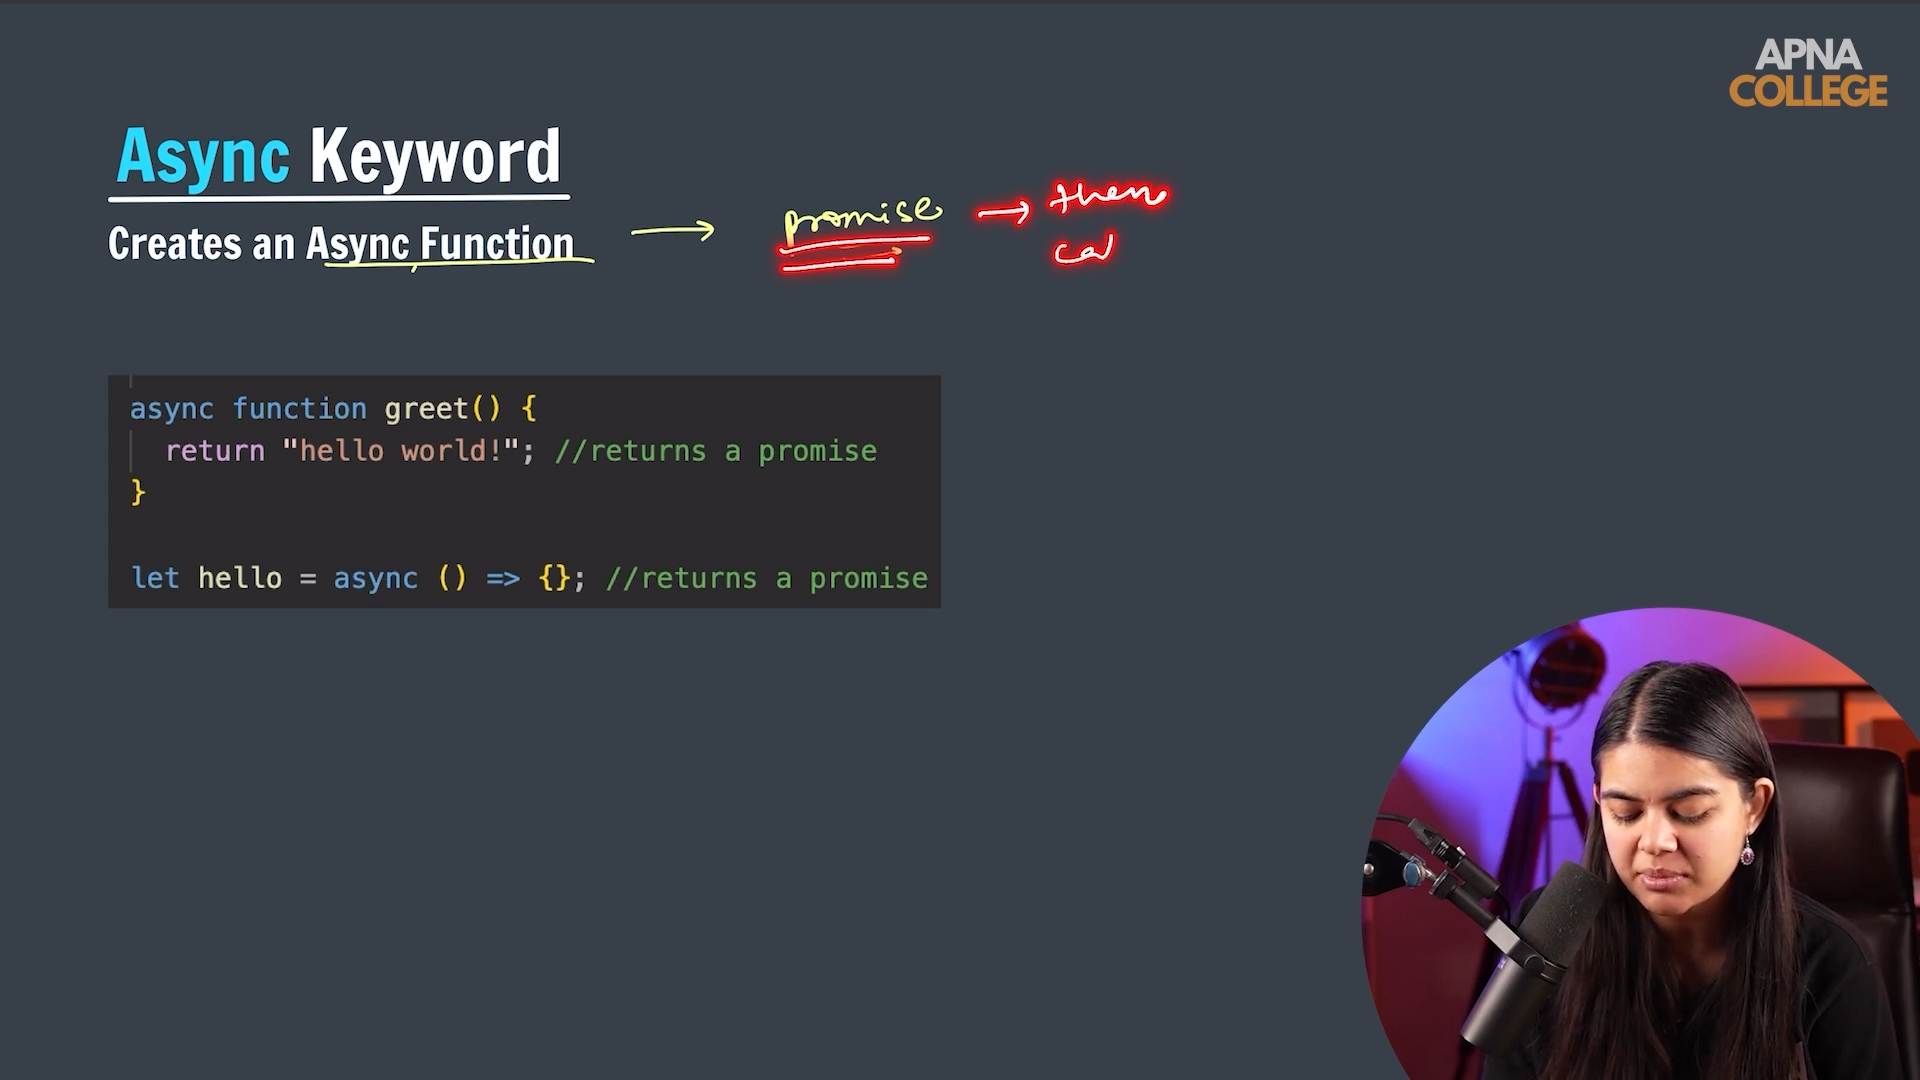 APNA
COLLEGE
Async Keyword
Creates an Async Function → promise → then
async function greet() {
return "hello world!"; //returns a promise
}
let hello = async () => {}; //returns a promise